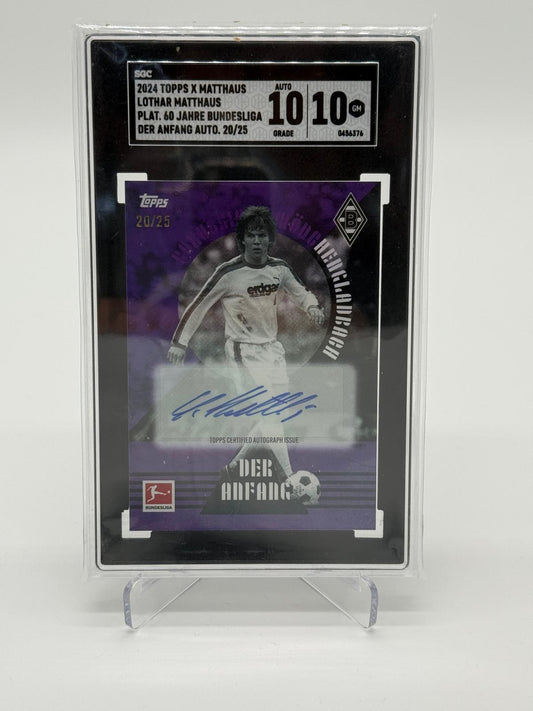 SGC
2024 TOPPS X MATTHAUS
LOTHAR MATTHAUS
PLAT. 60 JAHRE BUNDESLIGA
DER ANFANG AUTO. 20/25
AUTO
10
GRADE
10
GM
0456376
Topps
20/25
B
MÖNCHENGLADBACH
erdgas
TOPPS CERTIFIED AUTOGRAPH ISSUE
DER
ANFANG
BUNDESLIGA